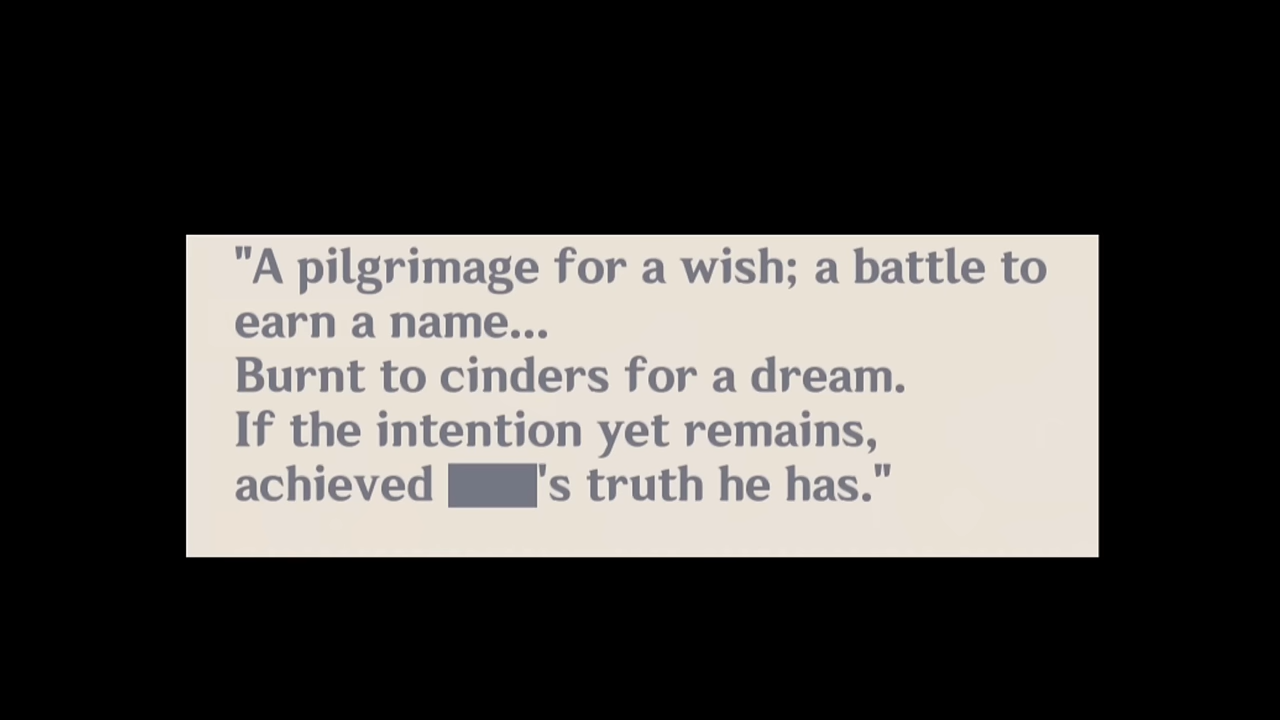 "A pilgrimage for a wish; a battle to
earn a name...
Burnt to cinders for a dream.
If the intention yet remains,
achieved 's truth he has."